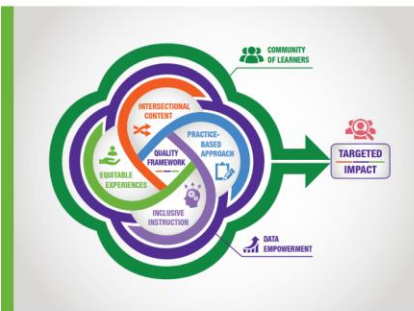 COMMUNITY
OF LEARNERS
INTERSECTIONAL
CONTENT
PRACTICE-
BASED
APPROACH
QUALITY
FRAMEWORK
EQUITABLE
EXPERIENCES
INCLUSIVE
INSTRUCTION
TARGETED
IMPACT
DATA
EMPOWERMENT